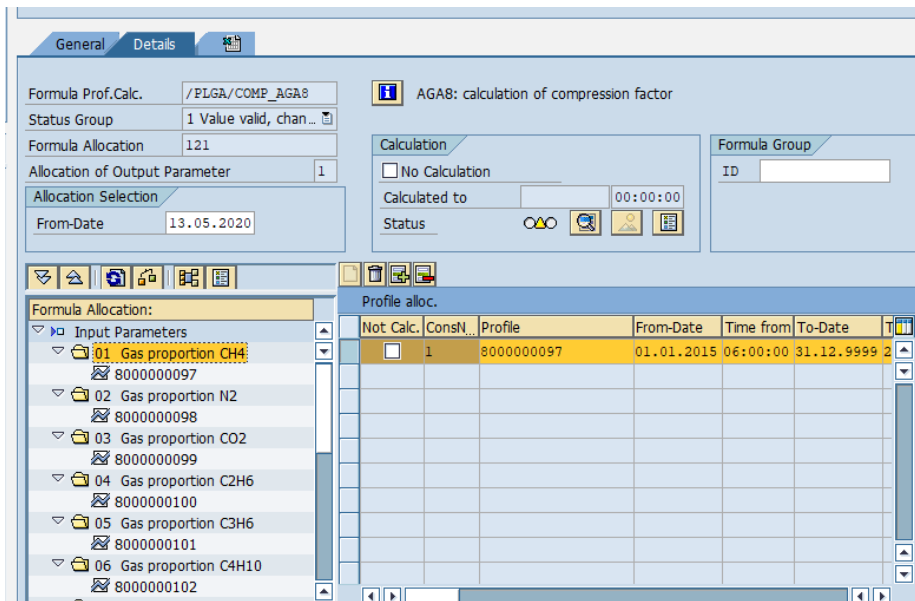 General Details
Formula Prof.Calc. /PLGA/COMP_AGA8 AGA8: calculation of compression factor
Status Group 1 Value valid, chan…
Formula Allocation 121
Allocation of Output Parameter 1
Allocation Selection
From-Date 13.05.2020
Calculation
No Calculation
Calculated to 00:00:00
Status
Formula Group
ID
Formula Allocation:
Input Parameters
01 Gas proportion CH4
8000000097
02 Gas proportion N2
8000000098
03 Gas proportion CO2
8000000099
04 Gas proportion C2H6
8000000100
05 Gas proportion C3H6
8000000101
06 Gas proportion C4H10
8000000102
Profile alloc.
Not Calc. ConsN… Profile From-Date Time from To-Date T
1 8000000097 01.01.2015 06:00:00 31.12.9999 2